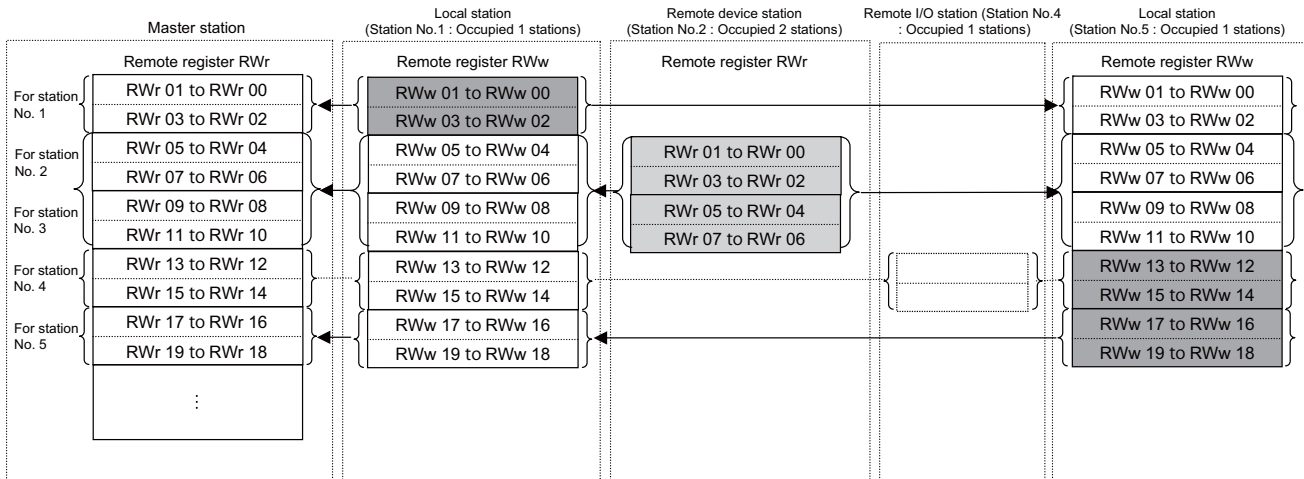 Master station
Local station
(Station No.1 : Occupied 1 stations)
Remote device station
(Station No.2 : Occupied 2 stations)
Remote I/O station (Station No.4
: Occupied 1 stations)
Local station
(Station No.5 : Occupied 1 stations)
Remote register RWr
Remote register RWw
Remote register RWr
Remote register RWw
For station
No. 1
For station
No. 2
For station
No. 3
For station
No. 4
For station
No. 5
RWr 01 to RWr 00
RWr 03 to RWr 02
RWr 05 to RWr 04
RWr 07 to RWr 06
RWr 09 to RWr 08
RWr 11 to RWr 10
RWr 13 to RWr 12
RWr 15 to RWr 14
RWr 17 to RWr 16
RWr 19 to RWr 18
⋮
RWw 01 to RWw 00
RWw 03 to RWw 02
RWw 05 to RWw 04
RWw 07 to RWw 06
RWw 09 to RWw 08
RWw 11 to RWw 10
RWw 13 to RWw 12
RWw 15 to RWw 14
RWw 17 to RWw 16
RWw 19 to RWw 18
RWr 01 to RWr 00
RWr 03 to RWr 02
RWr 05 to RWr 04
RWr 07 to RWr 06
RWw 01 to RWw 00
RWw 03 to RWw 02
RWw 05 to RWw 04
RWw 07 to RWw 06
RWw 09 to RWw 08
RWw 11 to RWw 10
RWw 13 to RWw 12
RWw 15 to RWw 14
RWw 17 to RWw 16
RWw 19 to RWw 18